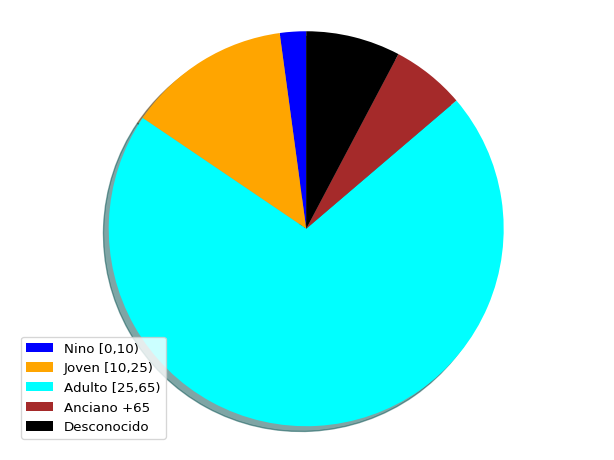 Nino [0,10)
Joven [10,25)
Adulto [25,65)
Anciano +65
Desconocido